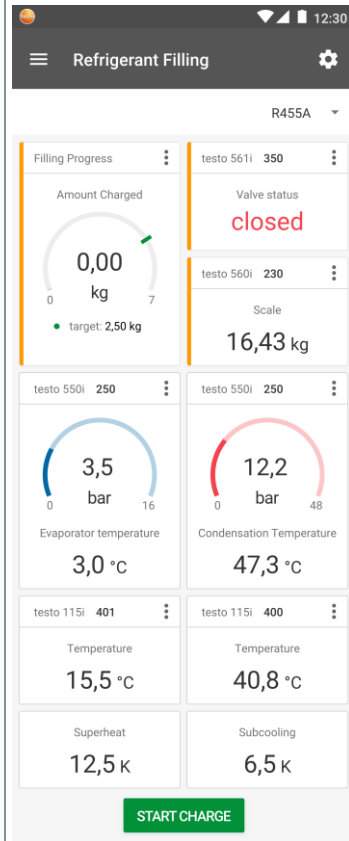 12:30
Refrigerant Filling
R455A
Filling Progress
Amount Charged
0,00
kg
0 7
target: 2,50 kg
testo 561i 350
Valve status
closed
testo 560i 230
Scale
16,43 kg
testo 550i 250
3,5
bar
0 16
Evaporator temperature
3,0 °C
testo 550i 250
12,2
bar
0 48
Condensation Temperature
47,3 °C
testo 115i 401
Temperature
15,5 °C
testo 115i 400
Temperature
40,8 °C
Superheat
12,5 K
Subcooling
6,5 K
START CHARGE